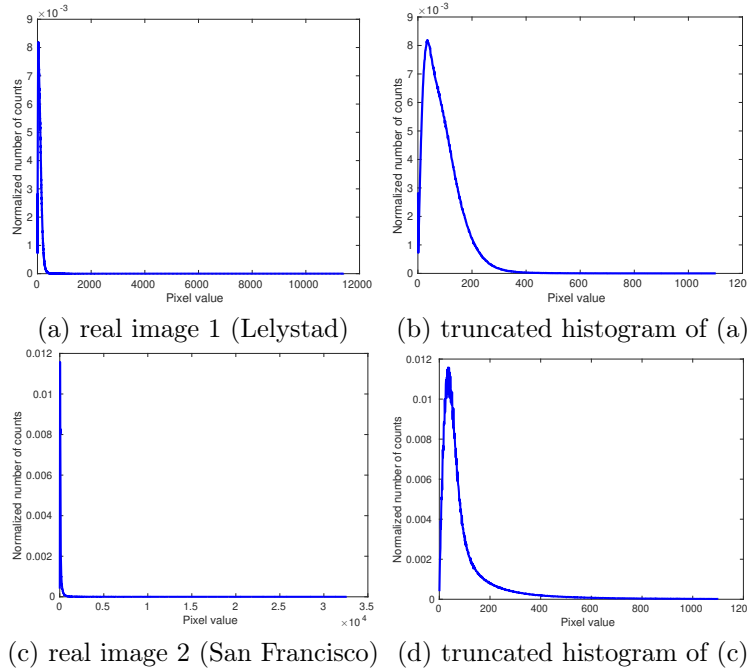 ×10^-3
9
8
7
6
5
4
3
2
1
0
Normalized number of counts
0 2000 4000 6000 8000 10000 12000
Pixel value
(a) real image 1 (Lelystad)
×10^-3
9
8
7
6
5
4
3
2
1
0
Normalized number of counts
0 200 400 600 800 1000 120
Pixel value
(b) truncated histogram of (a)
0.012
0.01
0.008
0.006
0.004
0.002
0
Normalized number of counts
0 0.5 1 1.5 2 2.5 3 3.5
×10^4
Pixel value
(c) real image 2 (San Francisco)
0.012
0.01
0.008
0.006
0.004
0.002
0
Normalized number of counts
0 200 400 600 800 1000 120
Pixel value
(d) truncated histogram of (c)